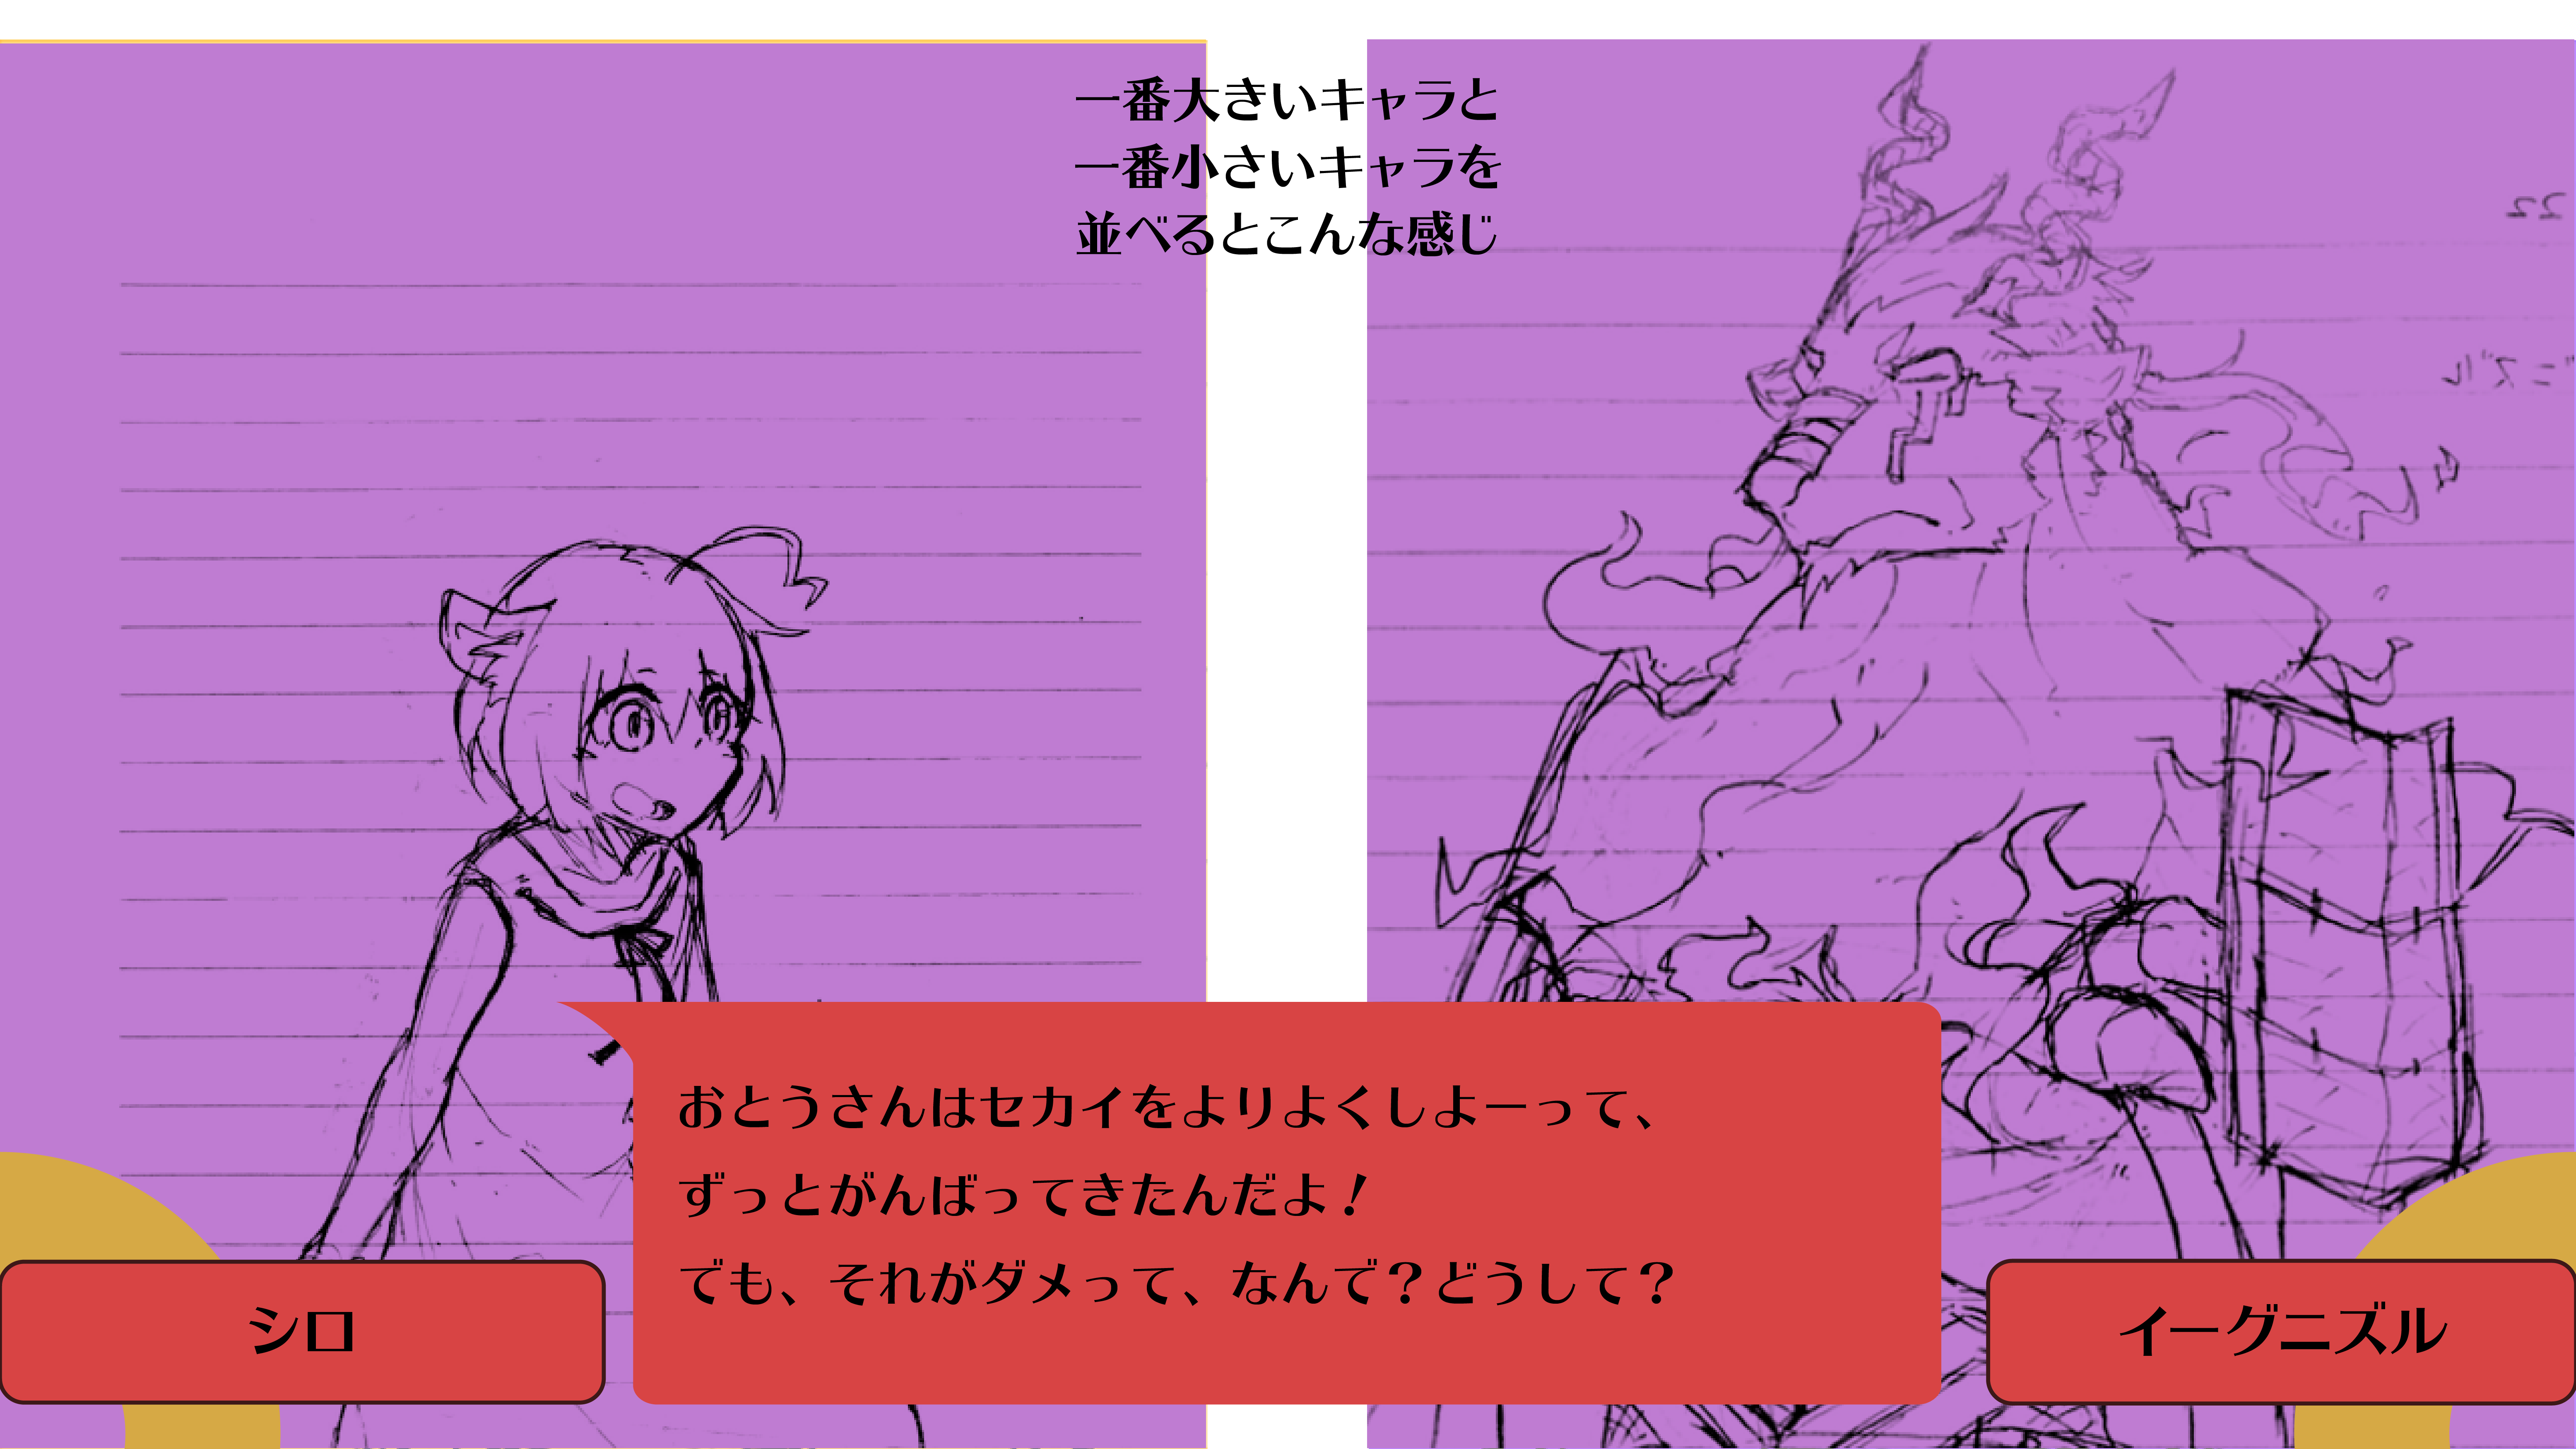 一番大きいキャラと
一番小さいキャラを
並べるとこんな感じ
おとうさんはセカイをよりよくしよーって、
ずっとがんばってきたんだよ！
でも、それがダメって、なんで？どうして？
シロ
イーグニズル